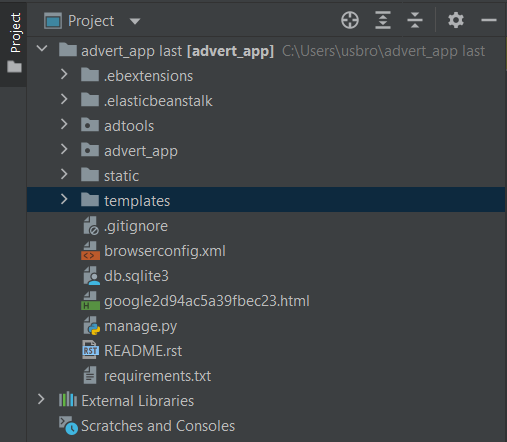 Project
Project
advert_app last [advert_app] C:\Users\usbro\advert_app last
.ebextensions
.elasticbeanstalk
adtools
advert_app
static
templates
.gitignore
browserconfig.xml
db.sqlite3
H google2d94ac5a39fbec23.html
manage.py
RST README.rst
requirements.txt
External Libraries
Scratches and Consoles